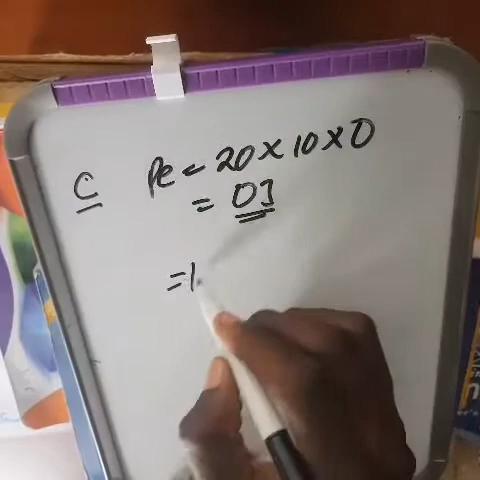 C Pe = 20 × 10 × 0
= 0J
= 1